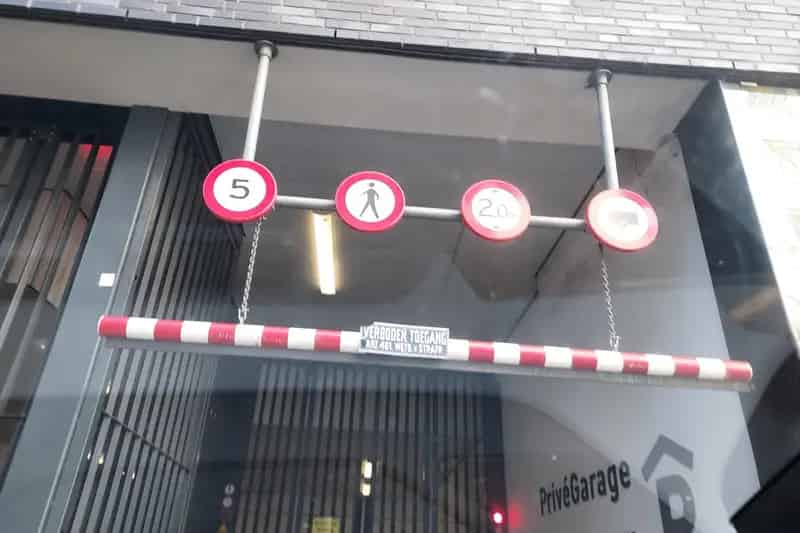 5
2.0
VERBODEN TOEGANG
ART. 461. WETB. v STRAFR.
PrivéGarage